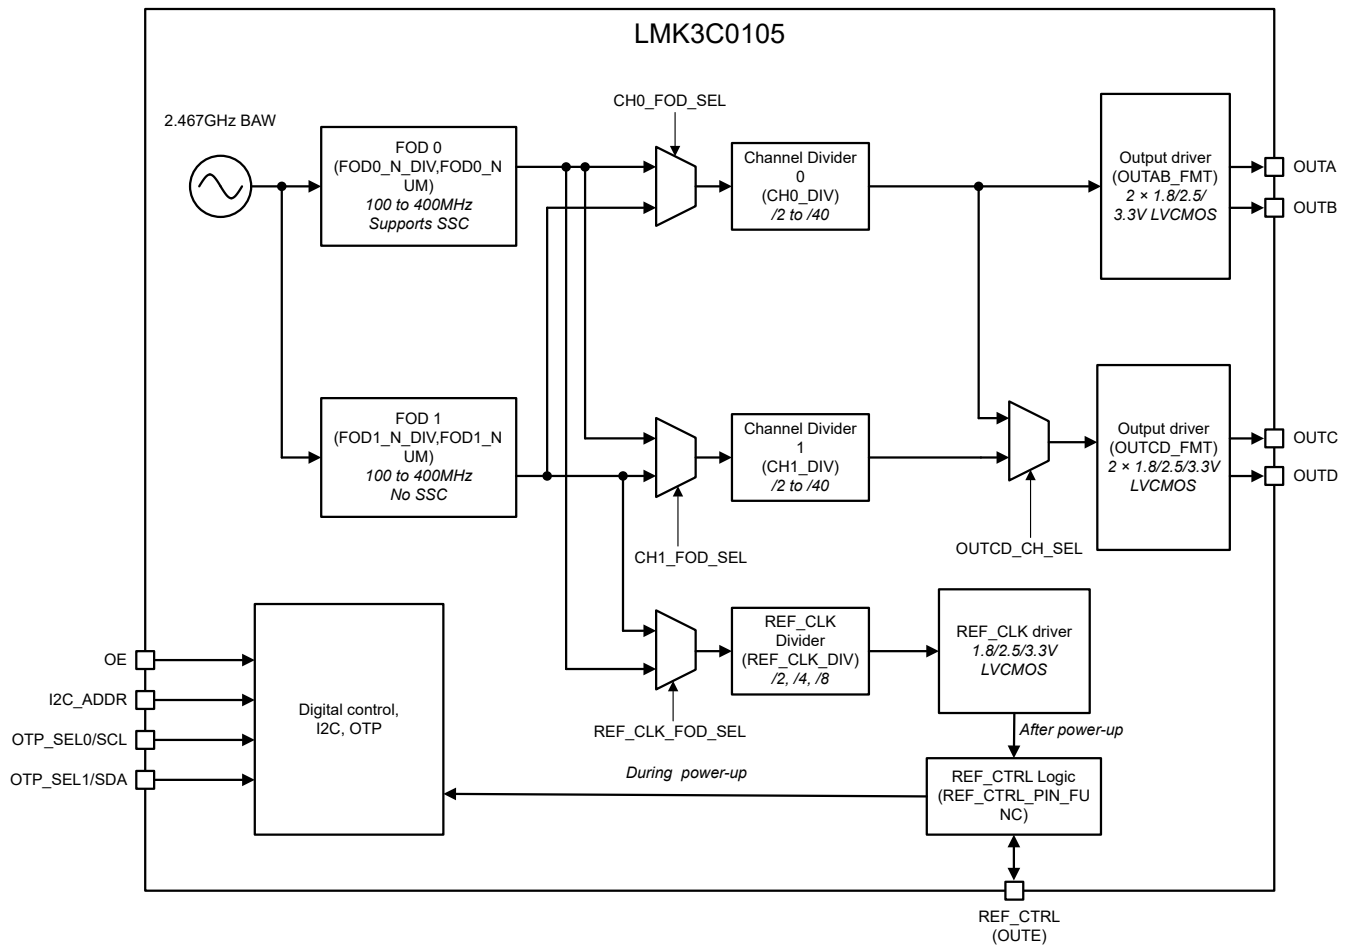 LMK3C0105
CH0_FOD_SEL
2.467GHz BAW
FOD 0
(FOD0_N_DIV,FOD0_N
UM)
100 to 400MHz
Supports SSC
Channel Divider
0
(CH0_DIV)
/2 to /40
Output driver
(OUTAB_FMT)
2 × 1.8/2.5/
3.3V LVCMOS
OUTA
OUTB
FOD 1
(FOD1_N_DIV,FOD1_N
UM)
100 to 400MHz
No SSC
Channel Divider
1
(CH1_DIV)
/2 to /40
Output driver
(OUTCD_FMT)
2 × 1.8/2.5/3.3V
LVCMOS
OUTC
OUTD
CH1_FOD_SEL
OUTCD_CH_SEL
REF_CLK
Divider
(REF_CLK_DIV)
/2, /4, /8
REF_CLK driver
1.8/2.5/3.3V
LVCMOS
OE
I2C_ADDR
OTP_SEL0/SCL
OTP_SEL1/SDA
Digital control,
I2C, OTP
REF_CLK_FOD_SEL
After power-up
During power-up
REF_CTRL Logic
(REF_CTRL_PIN_FU
NC)
REF_CTRL
(OUTE)